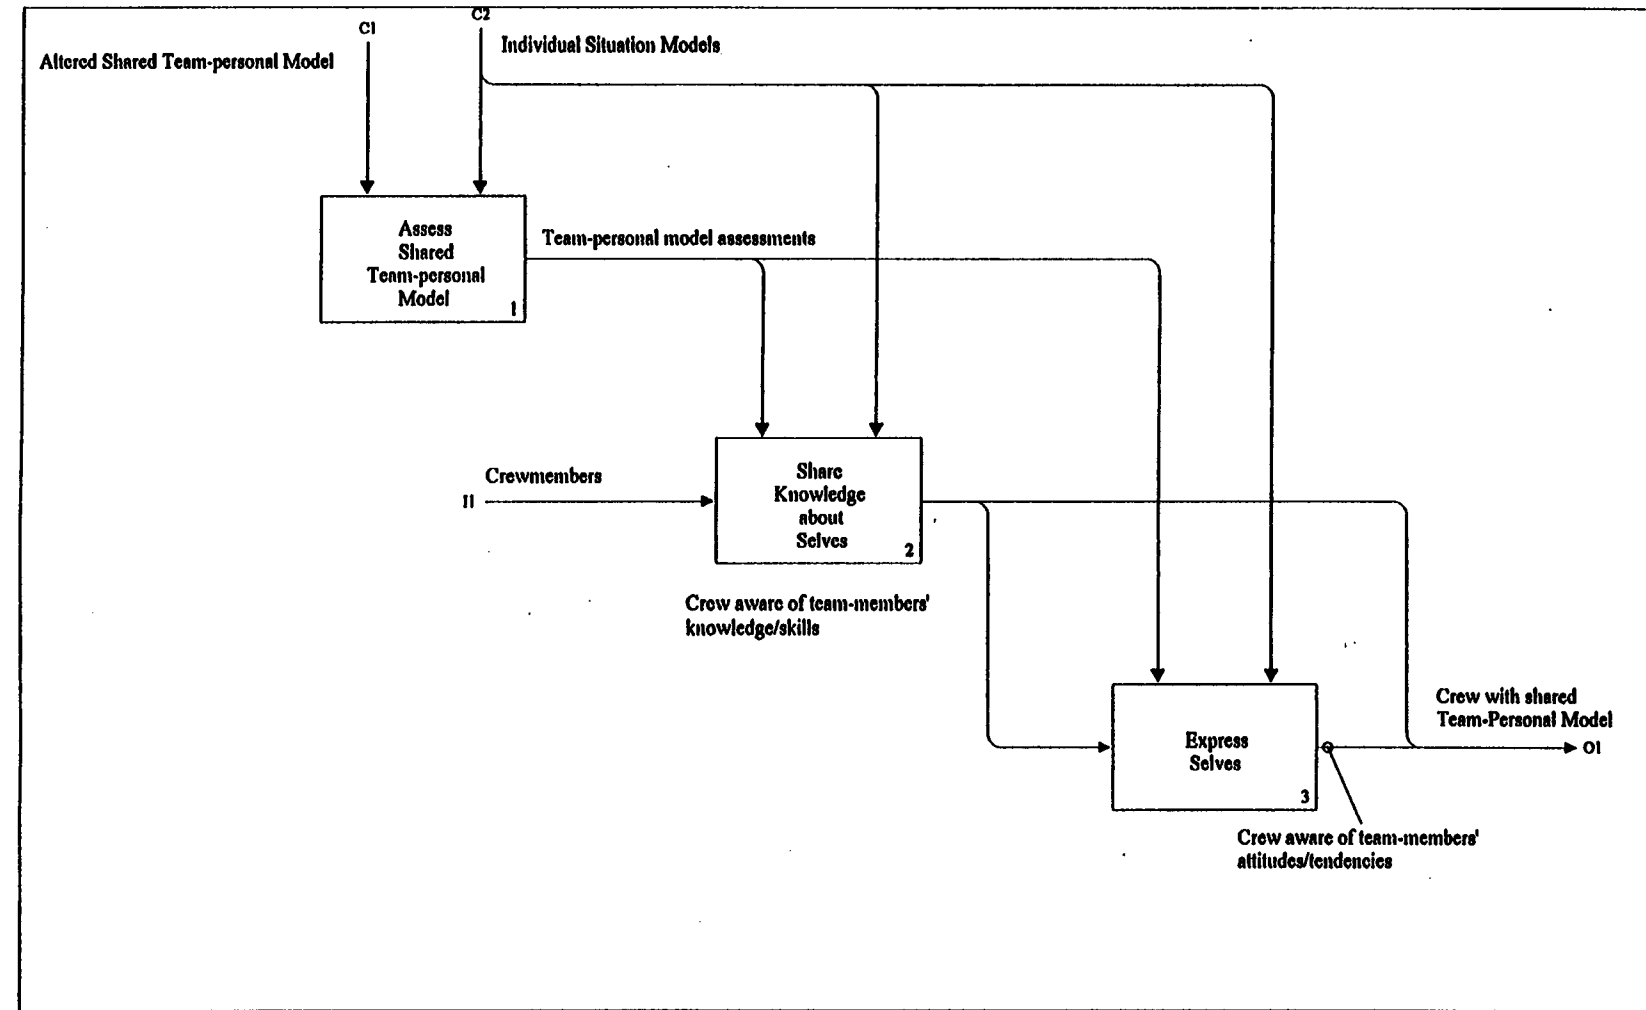 C1
C2
Individual Situation Models
Altered Shared Team-personal Model
Assess
Shared
Team-personal
Model
1
Team-personal model assessments
Crewmembers
I1
Share
Knowledge
about
Selves
2
Crew aware of team-members'
knowledge/skills
Express
Selves
3
Crew with shared
Team-Personal Model
O1
Crew aware of team-members'
attitudes/tendencies